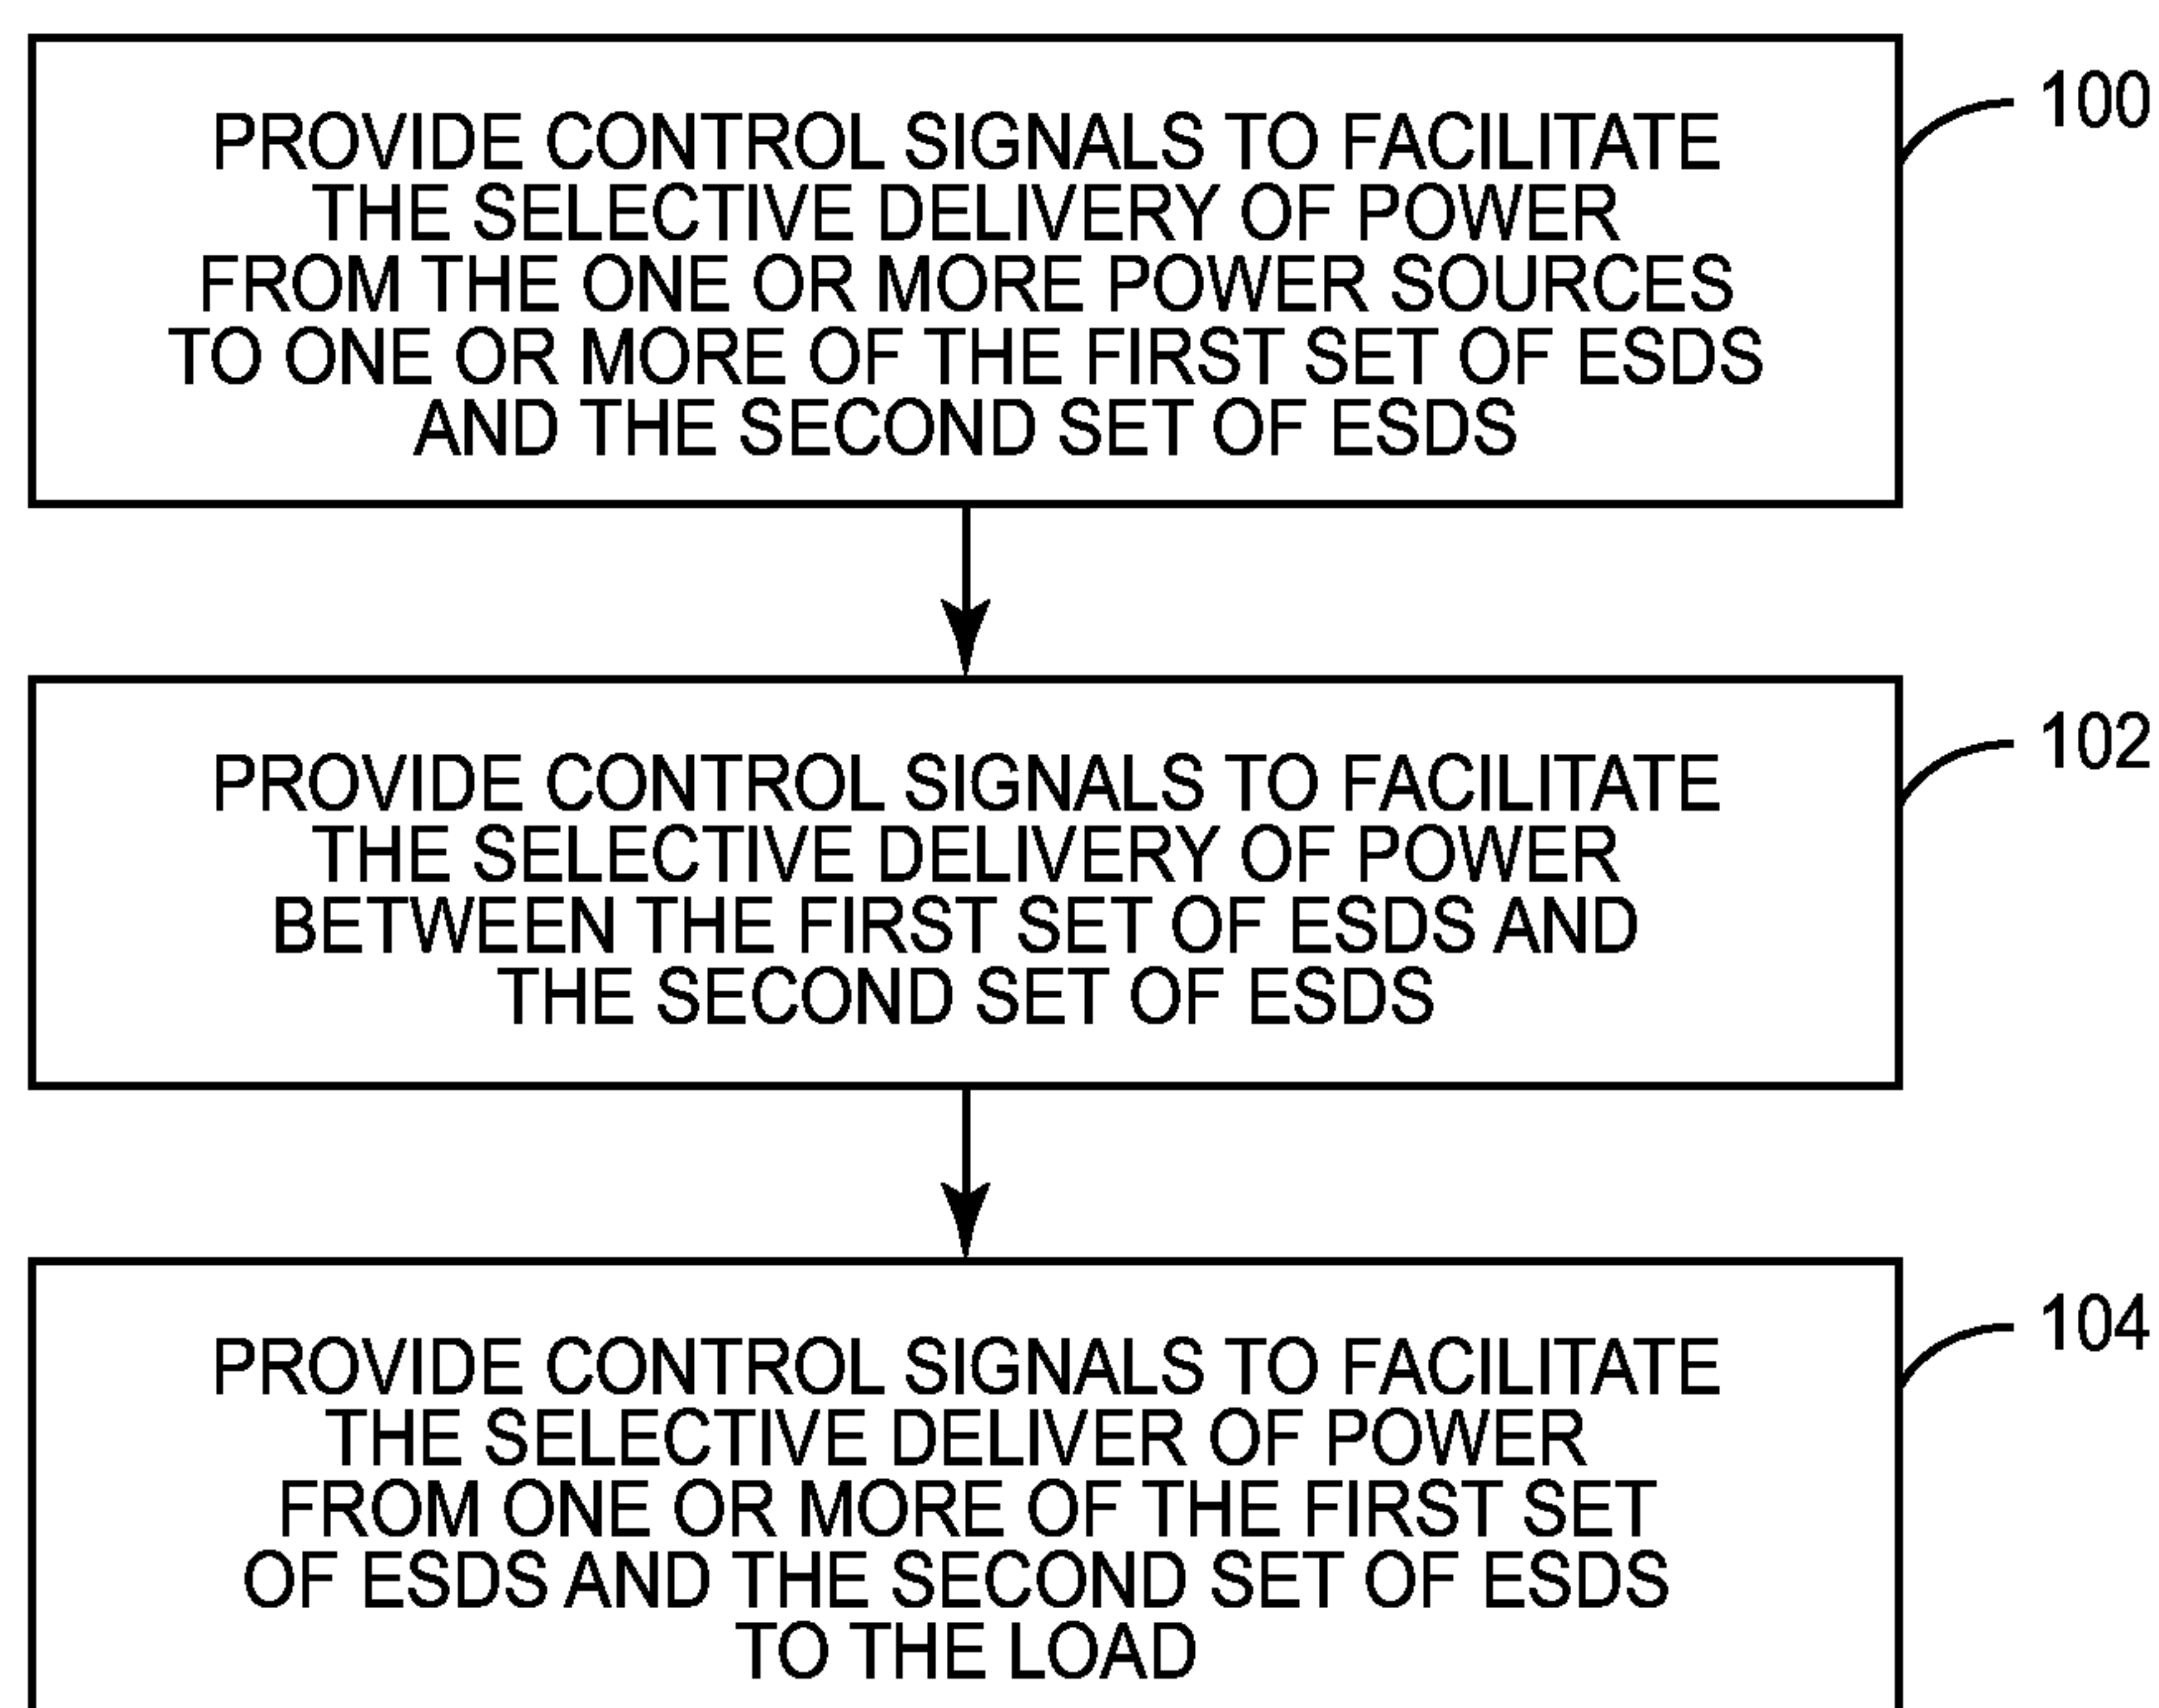 PROVIDE CONTROL SIGNALS TO FACILITATE
THE SELECTIVE DELIVERY OF POWER
FROM THE ONE OR MORE POWER SOURCES
TO ONE OR MORE OF THE FIRST SET OF ESDS
AND THE SECOND SET OF ESDS
100
PROVIDE CONTROL SIGNALS TO FACILITATE
THE SELECTIVE DELIVERY OF POWER
BETWEEN THE FIRST SET OF ESDS AND
THE SECOND SET OF ESDS
102
PROVIDE CONTROL SIGNALS TO FACILITATE
THE SELECTIVE DELIVER OF POWER
FROM ONE OR MORE OF THE FIRST SET
OF ESDS AND THE SECOND SET OF ESDS
TO THE LOAD
104